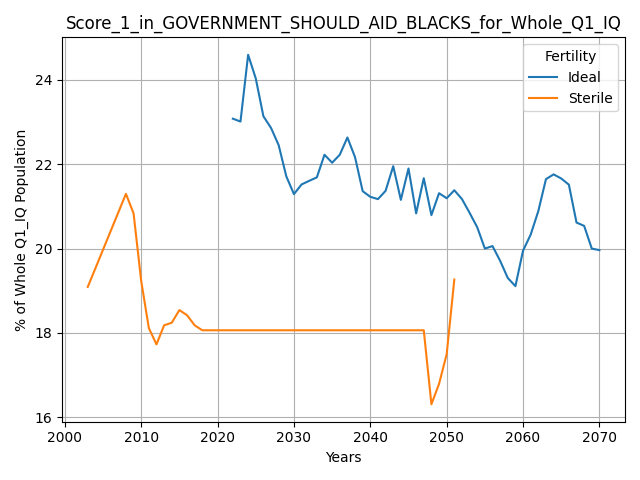 Score_1_in_GOVERNMENT_SHOULD_AID_BLACKS_for_Whole_Q1_IQ
Fertility
Ideal
Sterile
24
22
20
18
16
% of Whole Q1_IQ Population
2000 2010 2020 2030 2040 2050 2060 2070
Years